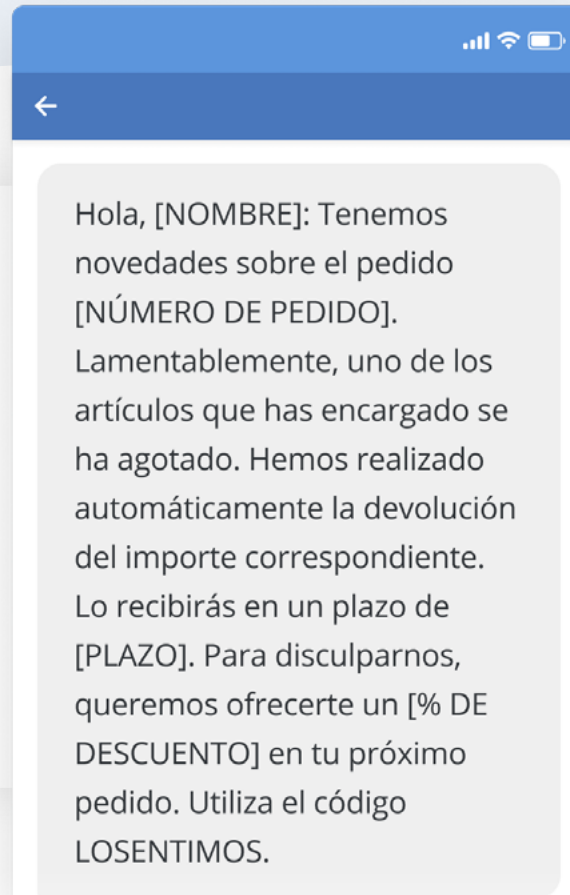 Hola, [NOMBRE]: Tenemos
novedades sobre el pedido
[NÚMERO DE PEDIDO].
Lamentablemente, uno de los
artículos que has encargado se
ha agotado. Hemos realizado
automáticamente la devolución
del importe correspondiente.
Lo recibirás en un plazo de
[PLAZO]. Para disculparnos,
queremos ofrecerte un [% DE
DESCUENTO] en tu próximo
pedido. Utiliza el código
LOSENTIMOS.